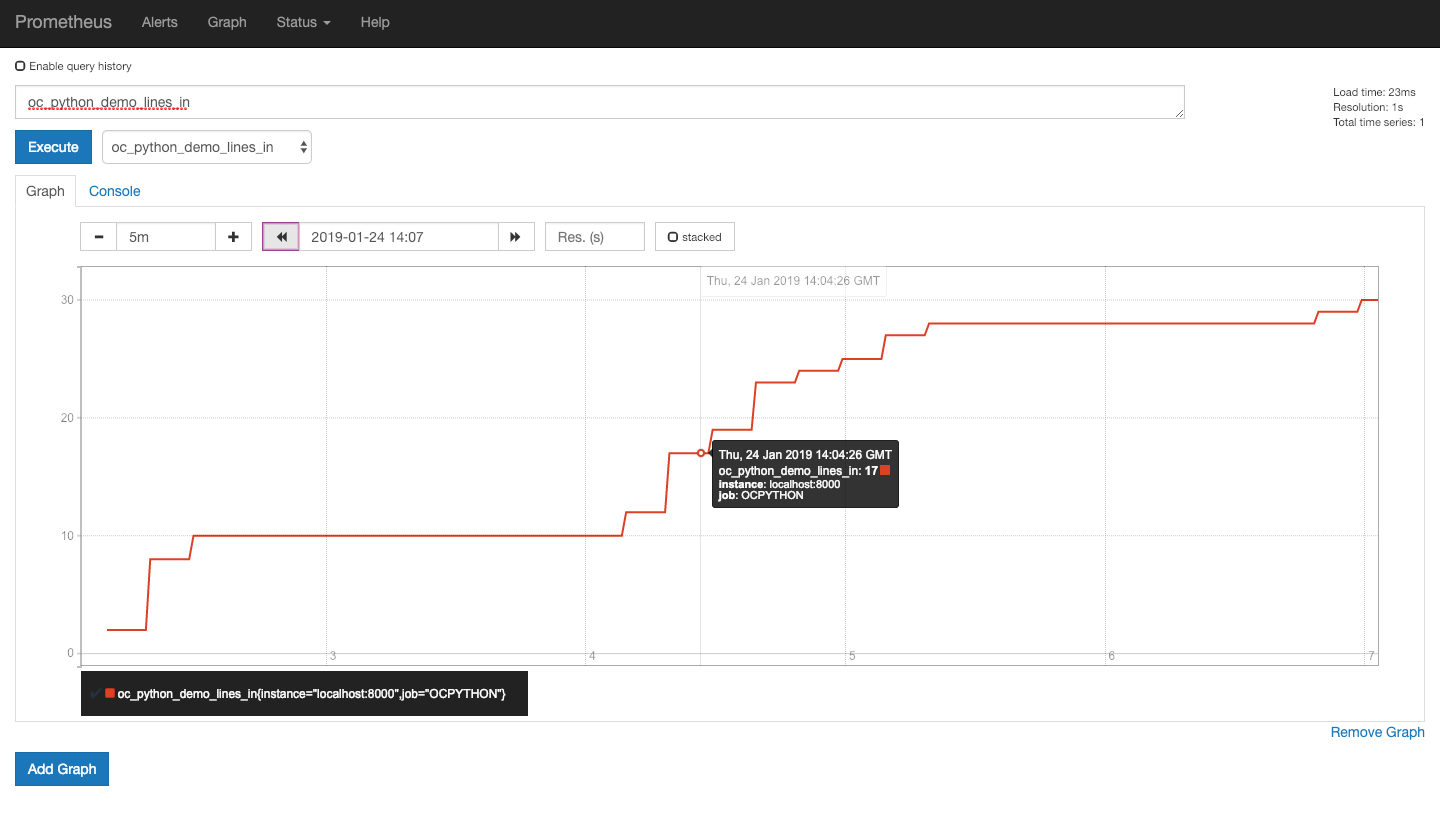 Prometheus Alerts Graph Status Help
Enable query history
oc_python_demo_lines_in
Load time: 23ms
Resolution: 1s
Total time series: 1
Execute oc_python_demo_lines_in
Graph Console
5m 2019-01-24 14:07 Res. (s) stacked
Thu, 24 Jan 2019 14:04:26 GMT
30
20
10
0
Thu, 24 Jan 2019 14:04:26 GMT
oc_python_demo_lines_in: 17
instance: localhost:8000
job: OCPYTHON
3 4 5 6 7
oc_python_demo_lines_in{instance="localhost:8000",job="OCPYTHON"}
Remove Graph
Add Graph